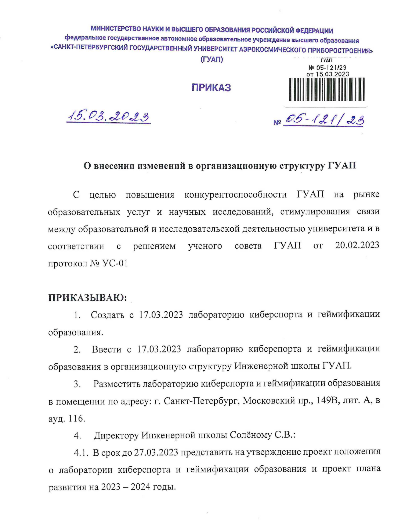 МИНИСТЕРСТВО НАУКИ И ВЫСШЕГО ОБРАЗОВАНИЯ РОССИЙСКОЙ ФЕДЕРАЦИИ
федеральное государственное автономное образовательное учреждение высшего образования
«САНКТ-ПЕТЕРБУРГСКИЙ ГОСУДАРСТВЕННЫЙ УНИВЕРСИТЕТ АЭРОКОСМИЧЕСКОГО ПРИБОРОСТРОЕНИЯ»
(ГУАП)
ГУАП
№ 05-121/23
от 15.03.2023
ПРИКАЗ
15.03.2023
№ 05-121/23
О внесении изменений в организационную структуру ГУАП
С целью повышения конкурентоспособности ГУАП на рынке
образовательных услуг и научных исследований, стимулирования связи
между образовательной и исследовательской деятельностью университета и в
соответствии с решением ученого совета ГУАП от 20.02.2023
протокол № УС-01
ПРИКАЗЫВАЮ:
1. Создать с 17.03.2023 лабораторию киберспорта и геймификации
образования.
2. Ввести с 17.03.2023 лабораторию киберспорта и геймификации
образования в организационную структуру Инженерной школы ГУАП.
3. Разместить лабораторию киберспорта и геймификации образования
в помещении по адресу: г. Санкт-Петербург, Московский пр., 149В, лит. А, в
ауд. 116.
4. Директору Инженерной школы Солёному С.В.:
4.1. В срок до 27.03.2023 представить на утверждение проект положения
о лаборатории киберспорта и геймификации образования и проект плана
развития на 2023 – 2024 годы.